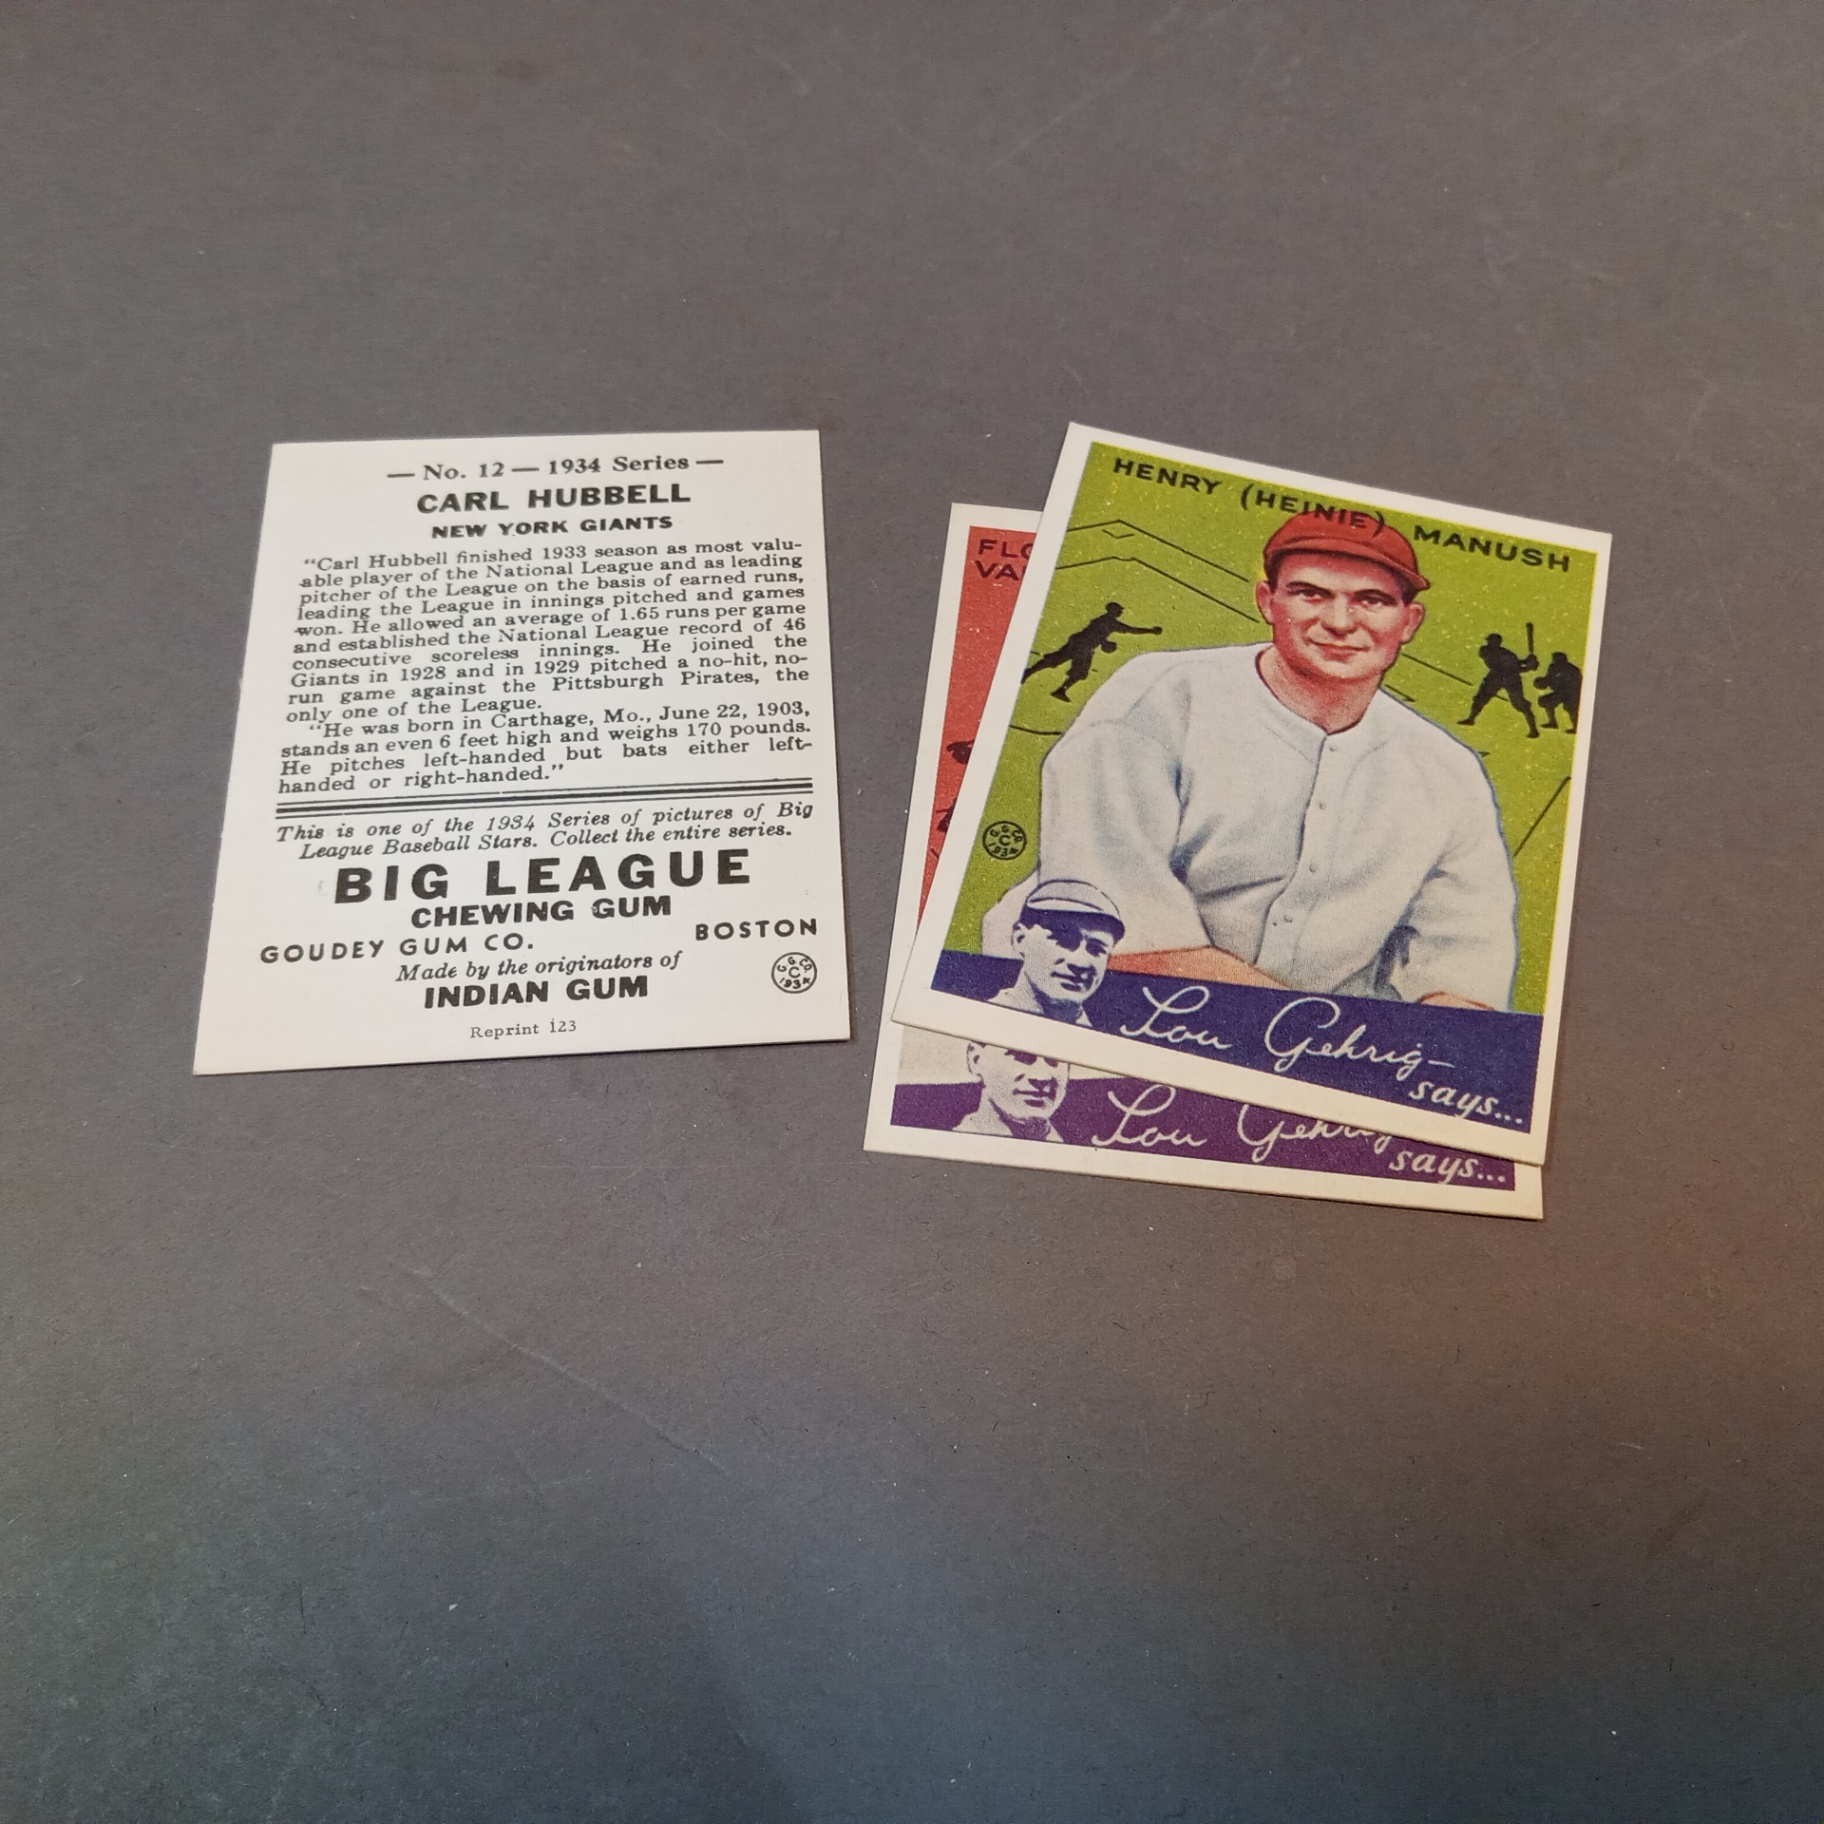 — No. 12 — 1934 Series —
CARL HUBBELL
NEW YORK GIANTS
"Carl Hubbell finished 1933 season as most valu-
able player of the National League and as leading
pitcher of the League on the basis of earned runs,
leading the League in innings pitched and games
won. He allowed an average of 1.65 runs per game
and established the National League record of 46
consecutive scoreless innings. He joined the
Giants in 1928 and in 1929 pitched a no-hit, no-
run game against the Pittsburgh Pirates, the
only one of the League.
"He was born in Carthage, Mo., June 22, 1903,
stands an even 6 feet high and weighs 170 pounds.
He pitches left-handed but bats either left-
handed or right-handed."
This is one of the 1934 Series of pictures of Big
League Baseball Stars. Collect the entire series.
BIG LEAGUE
CHEWING GUM
GOUDEY GUM CO. BOSTON
Made by the originators of
INDIAN GUM
G. G. CO.
C
1934
Reprint 123
HENRY (HEINIE) MANUSH
G. G. CO.
C
1934
Lou Gehrig—
says...
FLO
VA
Lou Gehrig
says...